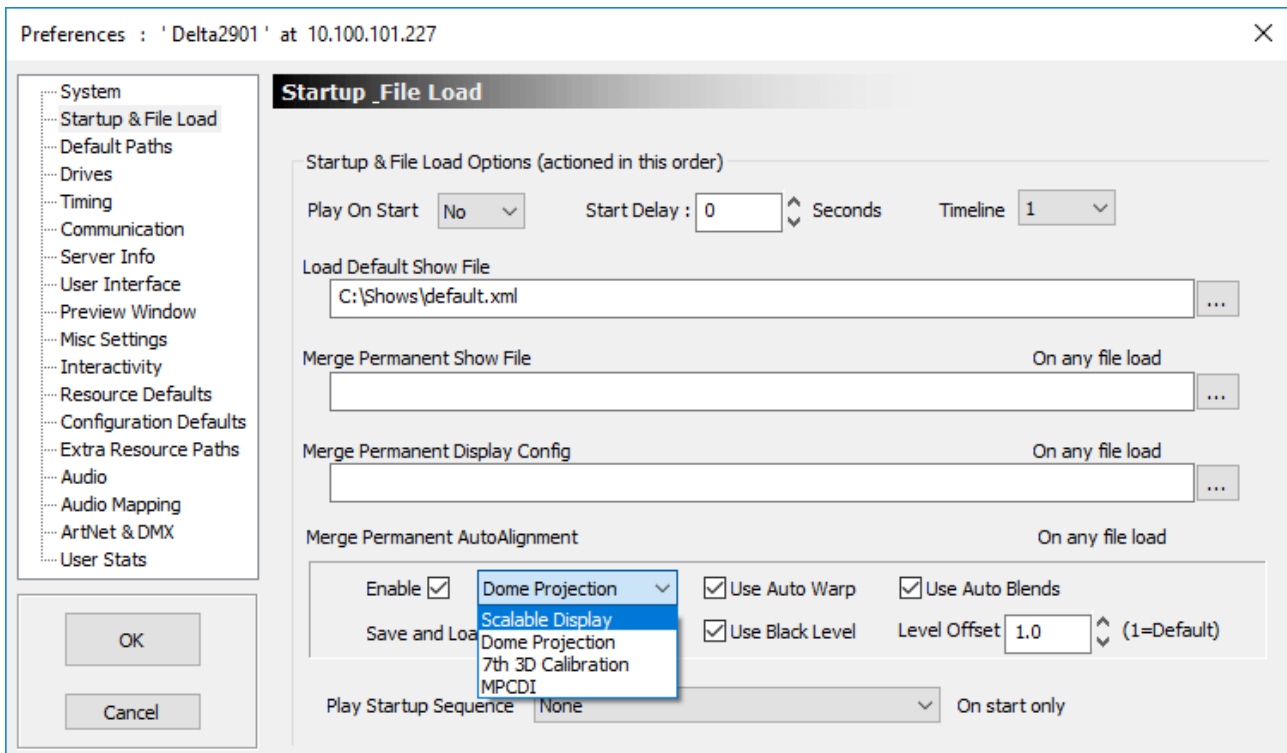 Preferences : 'Delta2901' at 10.100.101.227
System
Startup & File Load
Default Paths
Drives
Timing
Communication
Server Info
User Interface
Preview Window
Misc Settings
Interactivity
Resource Defaults
Configuration Defaults
Extra Resource Paths
Audio
Audio Mapping
ArtNet & DMX
User Stats
OK
Cancel
Startup _File Load
Startup & File Load Options (actioned in this order)
Play On Start No Start Delay : 0 Seconds Timeline 1
Load Default Show File
C:\Shows\default.xml ...
Merge Permanent Show File On any file load
...
Merge Permanent Display Config On any file load
...
Merge Permanent AutoAlignment On any file load
Enable Dome Projection Use Auto Warp Use Auto Blends
Scalable Display
Dome Projection
7th 3D Calibration
MPCDI
Save and Loa Use Black Level Level Offset 1.0 (1=Default)
Play Startup Sequence None On start only